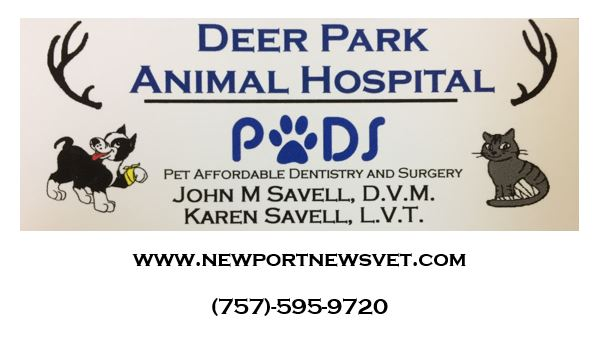 DEER PARK
ANIMAL HOSPITAL
P🐾DS
PET AFFORDABLE DENTISTRY AND SURGERY
JOHN M SAVELL, D.V.M.
KAREN SAVELL, L.V.T.
WWW.NEWPORTNEWSVET.COM
(757)-595-9720